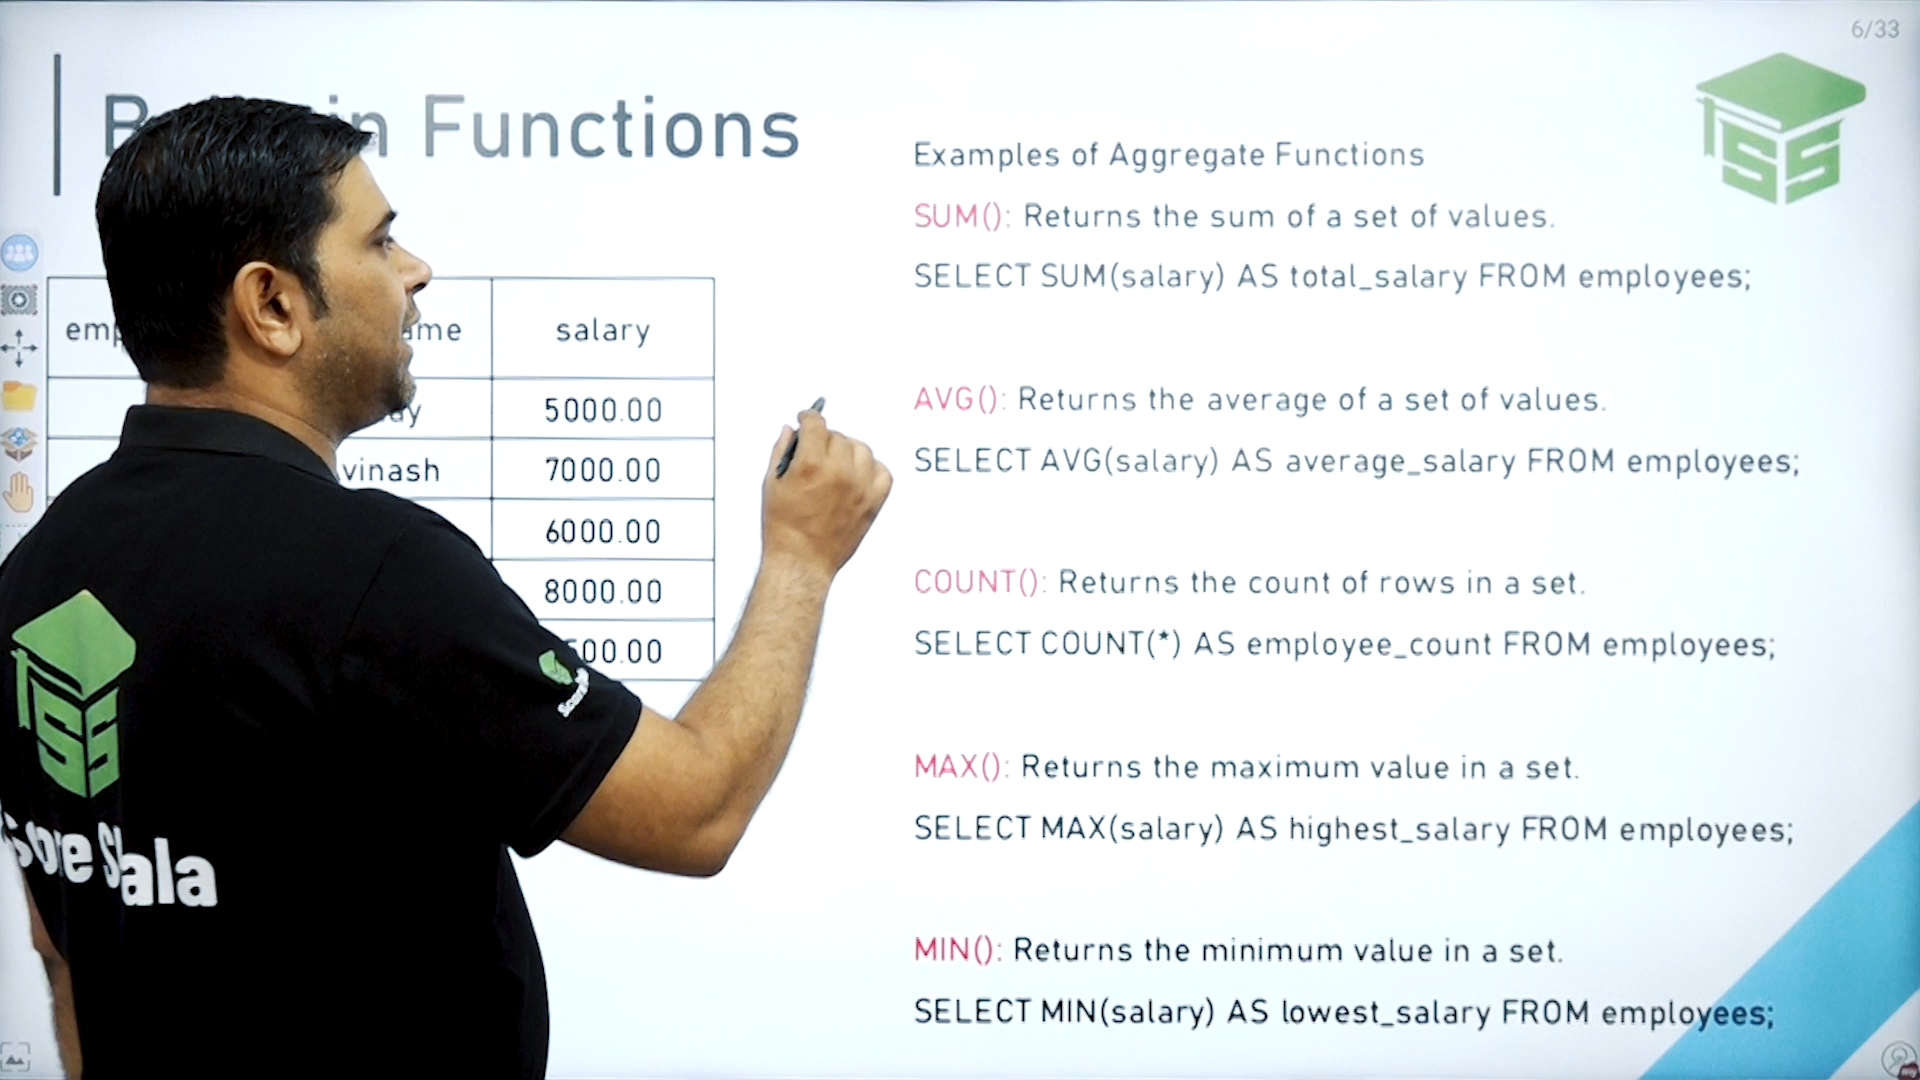 6/33
Functions
salary
5000.00
vinash 7000.00
6000.00
8000.00
00.00
Examples of Aggregate Functions
SUM(): Returns the sum of a set of values.
SELECT SUM(salary) AS total_salary FROM employees;
AVG(): Returns the average of a set of values.
SELECT AVG(salary) AS average_salary FROM employees;
COUNT(): Returns the count of rows in a set.
SELECT COUNT(*) AS employee_count FROM employees;
MAX(): Returns the maximum value in a set.
SELECT MAX(salary) AS highest_salary FROM employees;
MIN(): Returns the minimum value in a set.
SELECT MIN(salary) AS lowest_salary FROM employees;
SS
SS